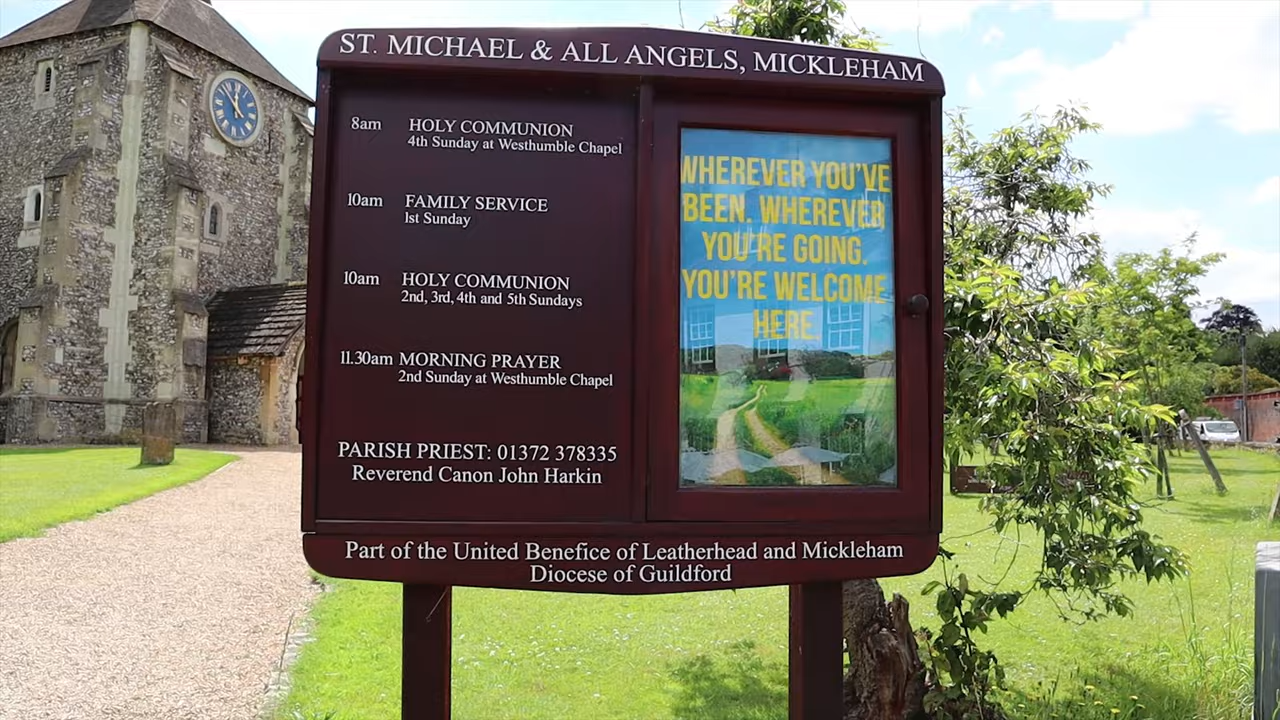 ST. MICHAEL & ALL ANGELS, MICKLEHAM
8am HOLY COMMUNION
4th Sunday at Westhumble Chapel
10am FAMILY SERVICE
1st Sunday
10am HOLY COMMUNION
2nd, 3rd, 4th and 5th Sundays
11.30am MORNING PRAYER
2nd Sunday at Westhumble Chapel
PARISH PRIEST: 01372 378335
Reverend Canon John Harkin
WHEREVER YOU'VE
BEEN. WHEREVER
YOU'RE GOING.
YOU'RE WELCOME
HERE
Part of the United Benefice of Leatherhead and Mickleham
Diocese of Guildford